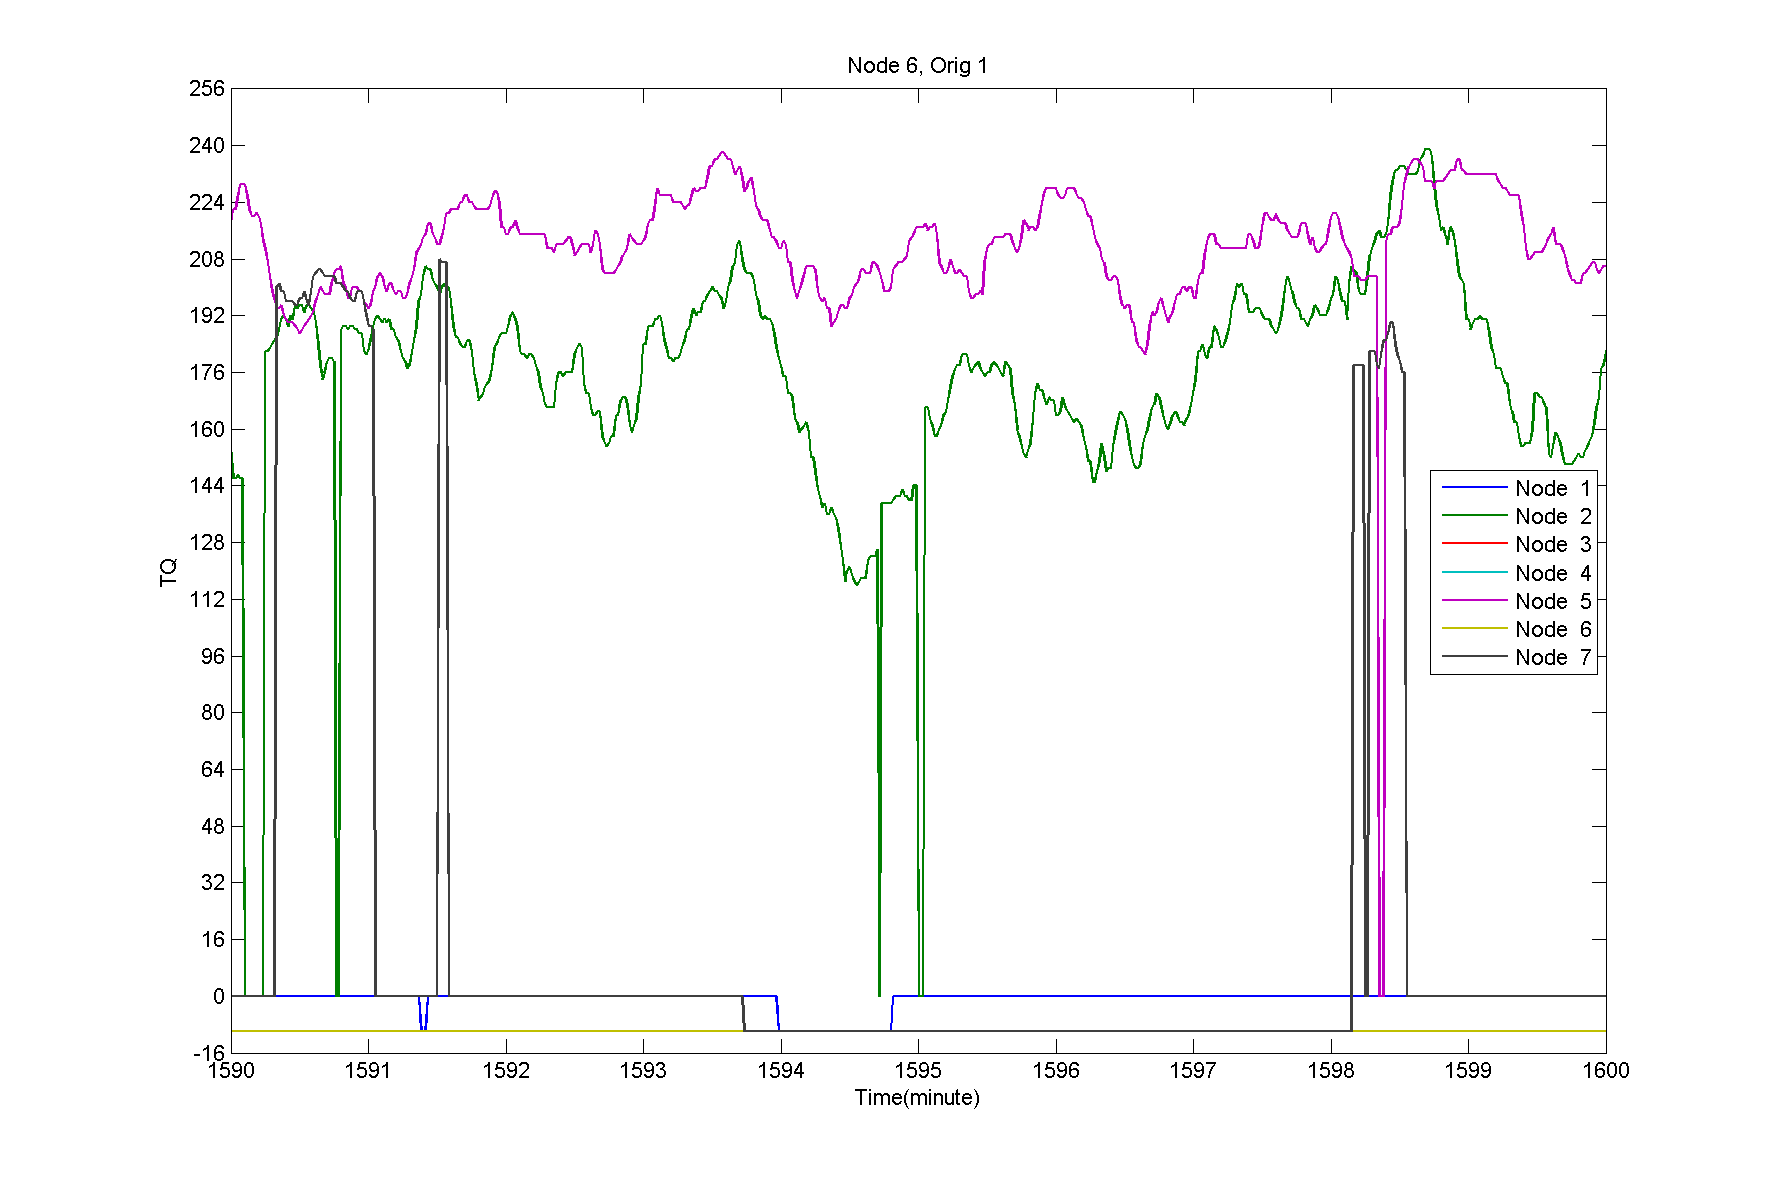 Node 6, Orig 1
256
240
224
208
192
176
160
144
128
112
96
80
64
48
32
16
0
-16
TQ
Node 1
Node 2
Node 3
Node 4
Node 5
Node 6
Node 7
1590 1591 1592 1593 1594 1595 1596 1597 1598 1599 1600
Time(minute)